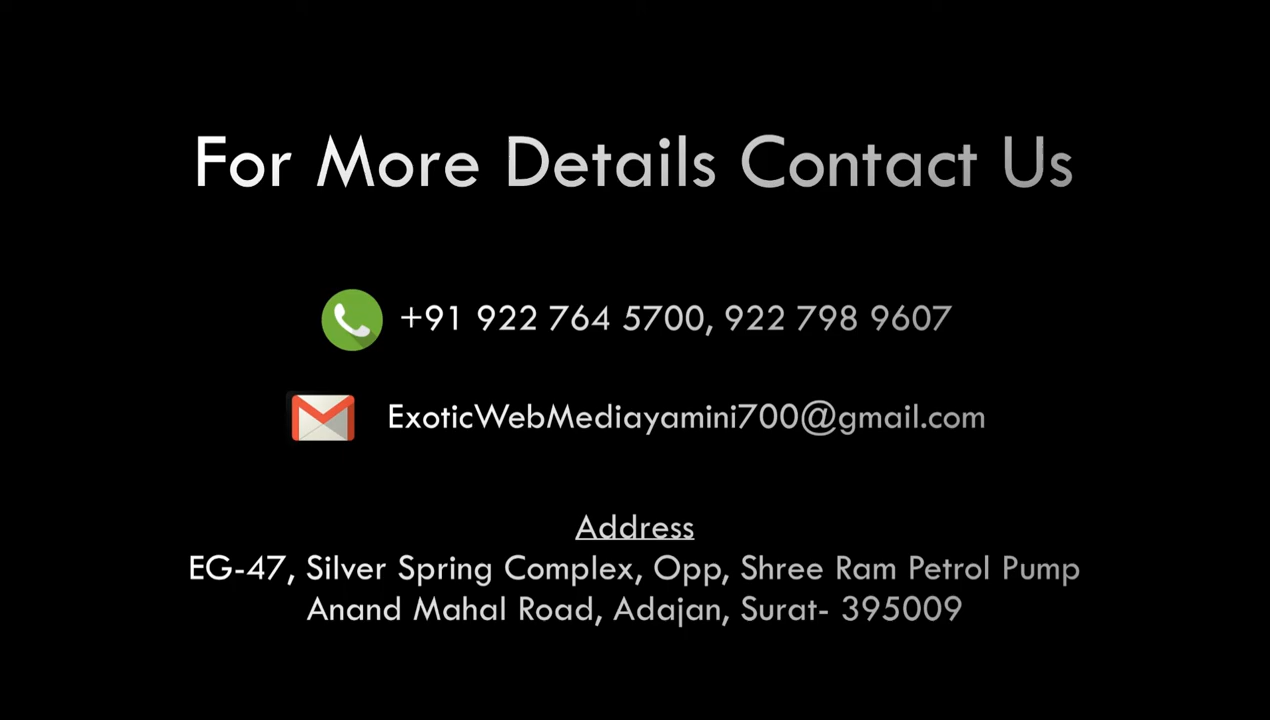 For More Details Contact Us
+91 922 764 5700, 922 798 9607
ExoticWebMediayamini700@gmail.com
Address
EG-47, Silver Spring Complex, Opp, Shree Ram Petrol Pump
Anand Mahal Road, Adajan, Surat- 395009